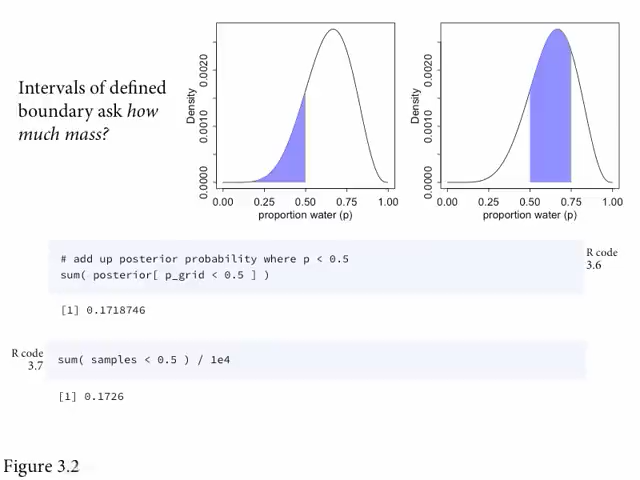 Intervals of defined
boundary ask how
much mass?
Density
0.0000 0.0010 0.0020
0.00 0.25 0.50 0.75 1.00
proportion water (p)
Density
0.0000 0.0010 0.0020
0.00 0.25 0.50 0.75 1.00
proportion water (p)
# add up posterior probability where p < 0.5
sum( posterior[ p_grid < 0.5 ] )
R code
3.6
[1] 0.1718746
R code
3.7
sum( samples < 0.5 ) / 1e4
[1] 0.1726
Figure 3.2